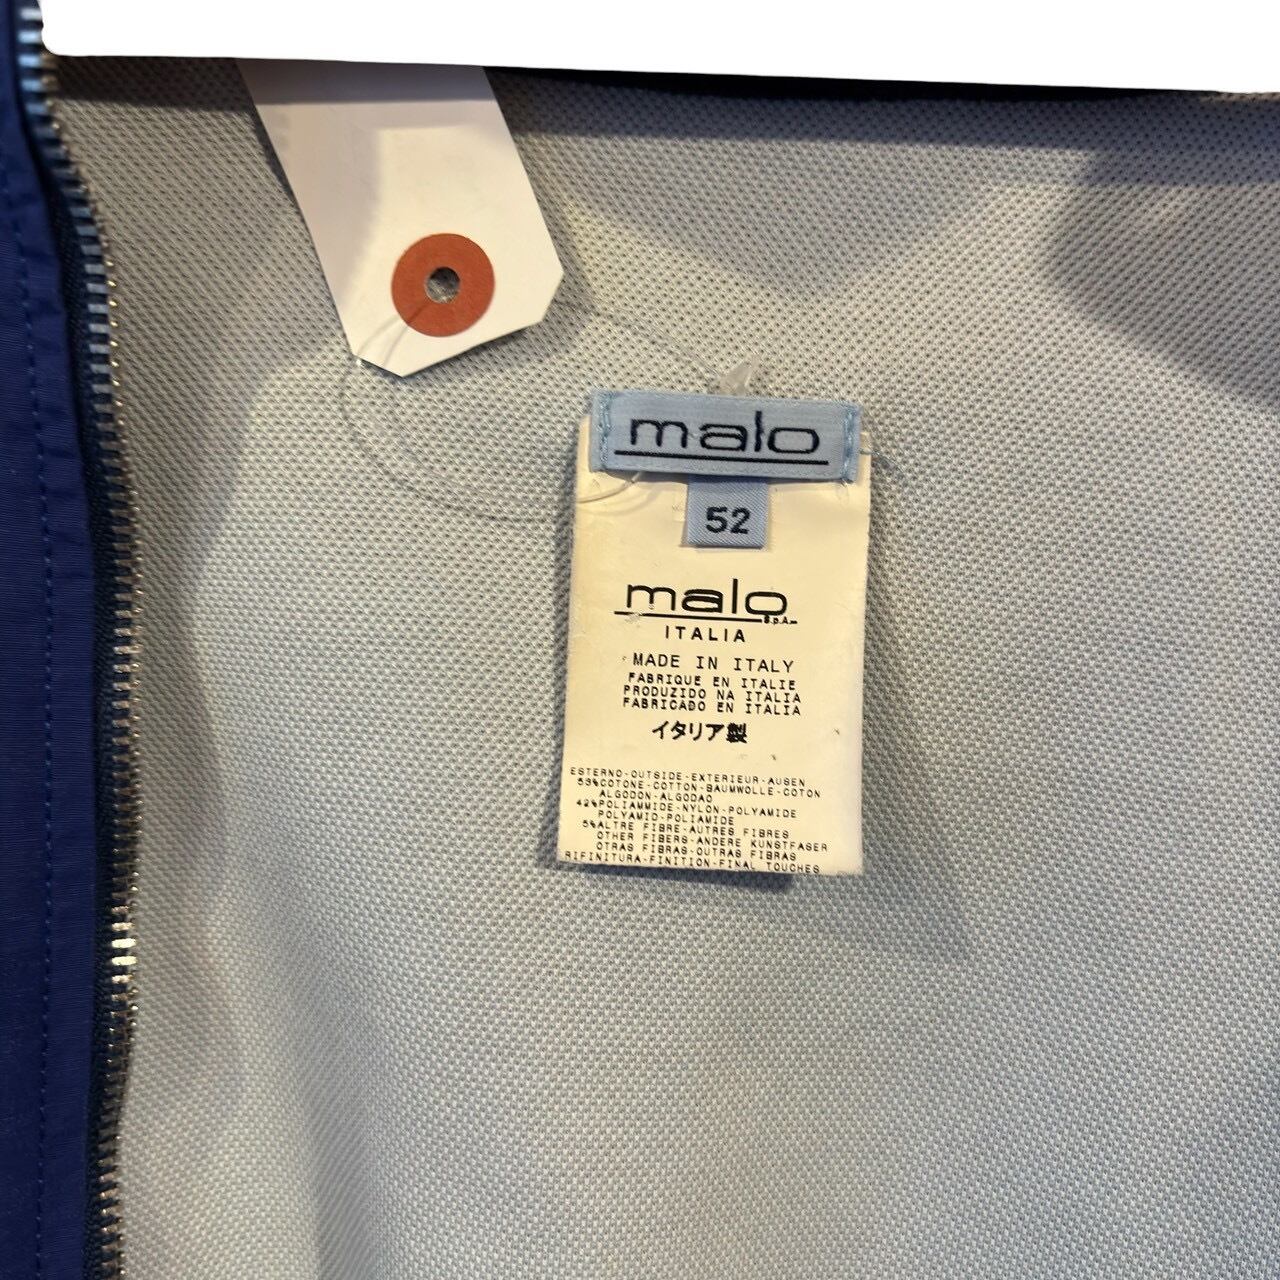 malo
52
malo
S.p.A.
ITALIA
MADE IN ITALY
FABRIQUE EN ITALIE
PRODUZIDO NA ITALIA
FABRICADO EN ITALIA
イタリア製
ESTERNO-OUTSIDE-EXTERIEUR-AUSEN
53%COTONE-COTTON-BAUMWOLLE-COTON
ALGODON-ALGODAO
42%POLIAMMIDE-NYLON-POLYAMIDE
POLYAMID-POLIAMIDE
5%ALTRE FIBRE-AUTRES FIBRES
OTHER FIBERS-ANDERE KUNSTFASER
OTRAS FIBRAS-OUTRAS FIBRAS
RIFINITURA-FINITION-FINAL TOUCHES